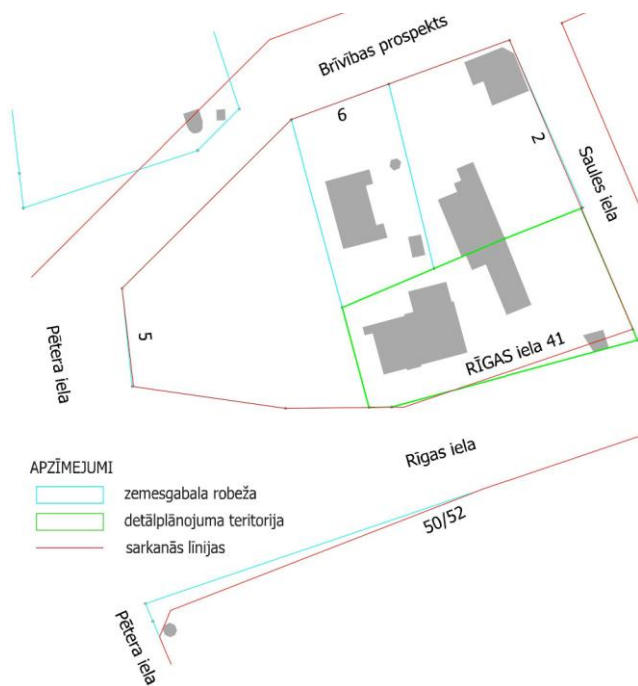 Brīvības prospekts
6
2
Saules iela
Pētera iela
5
RĪGAS iela 41
Rīgas iela
APZĪMEJUMI
zemesgabala robeža
detālplānojuma teritorija
sarkanās līnijas
50/52
Pētera iela